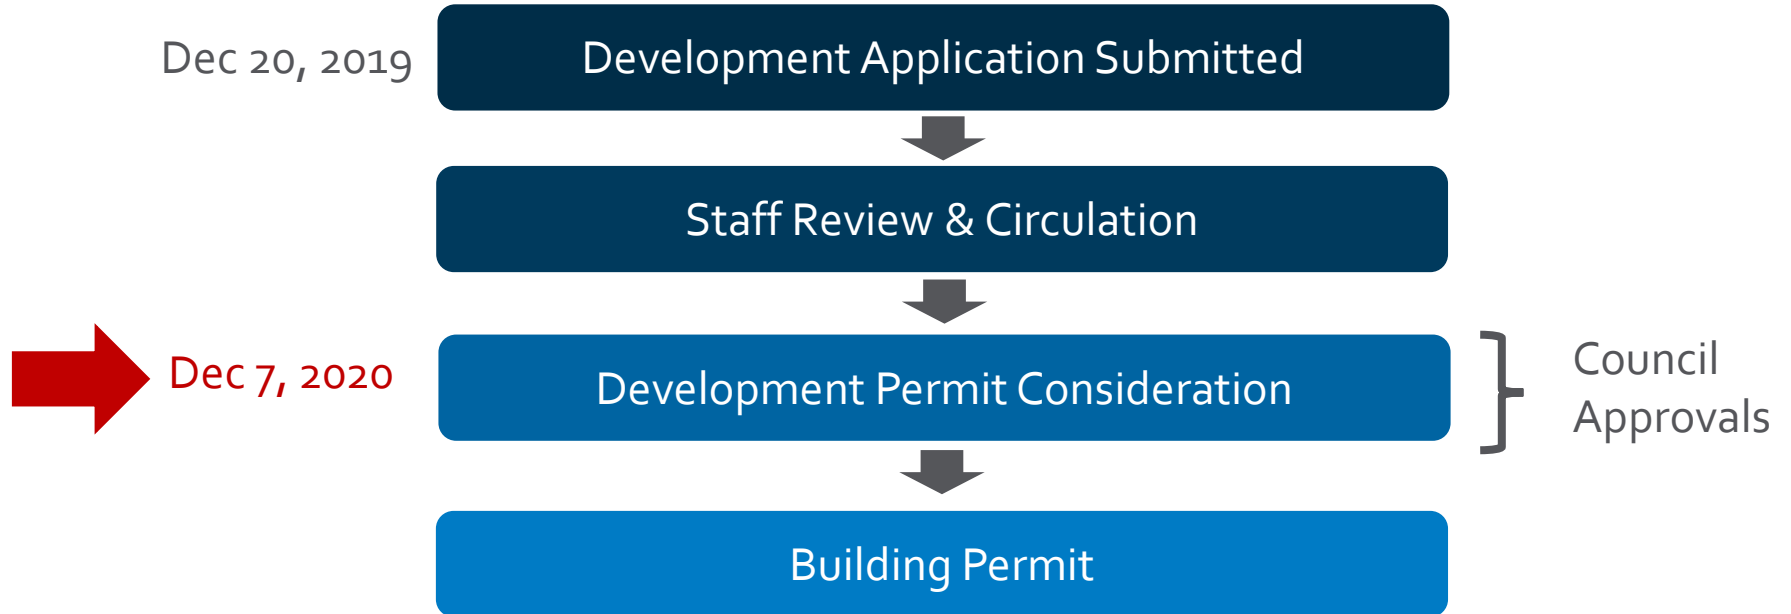 Dec 20, 2019
Development Application Submitted
Staff Review & Circulation
Dec 7, 2020
Development Permit Consideration
Council
Approvals
Building Permit